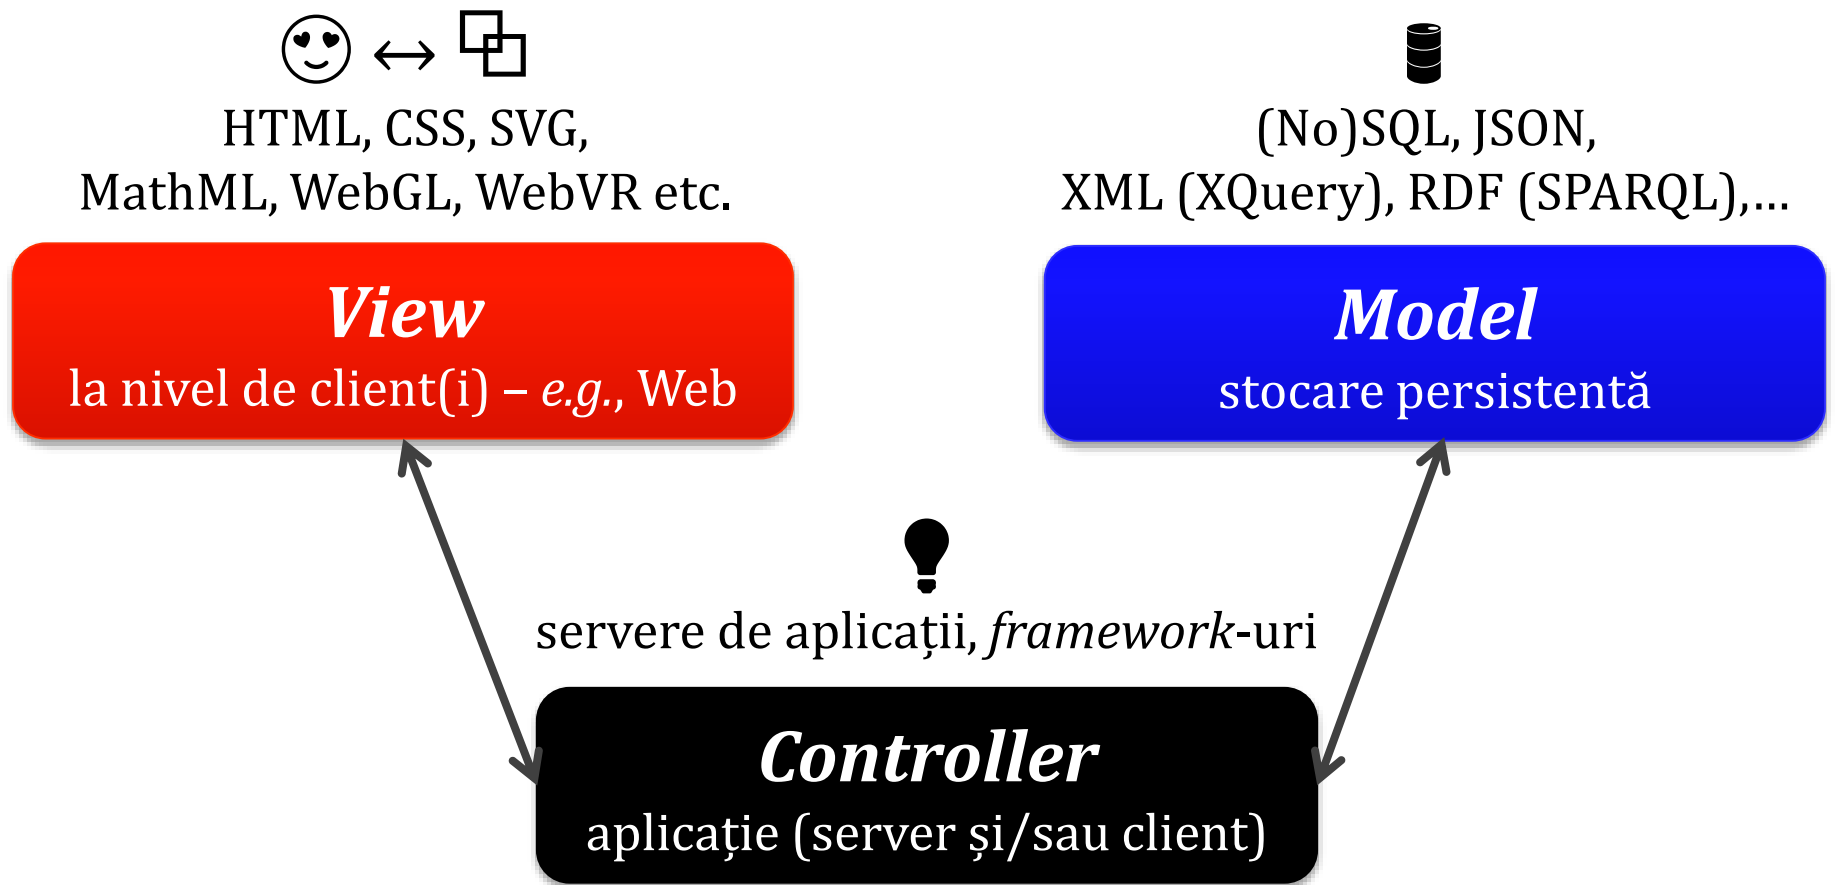 HTML, CSS, SVG,
MathML, WebGL, WebVR etc.
View
la nivel de client(i) – e.g., Web
(No)SQL, JSON,
XML (XQuery), RDF (SPARQL),...
Model
stocare persistentă
servere de aplicații, framework-uri
Controller
aplicație (server și/sau client)